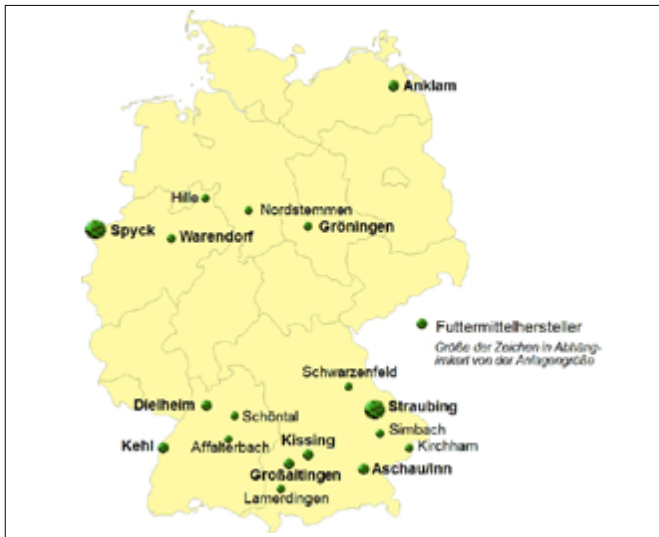 Anklam
Hille
Nordstemmen
Spyck
Warendorf
Gröningen
Futtermittelhersteller
Größe der Zeichen in Abhäng-
von der Anlagengröße
Schwarzenfeld
Dielheim
Schöntal
Straubing
Simbach
Kehl
Affalterbach
Kissing
Kirchham
Großaitingen
Aschau/Inn
Lamerdingen